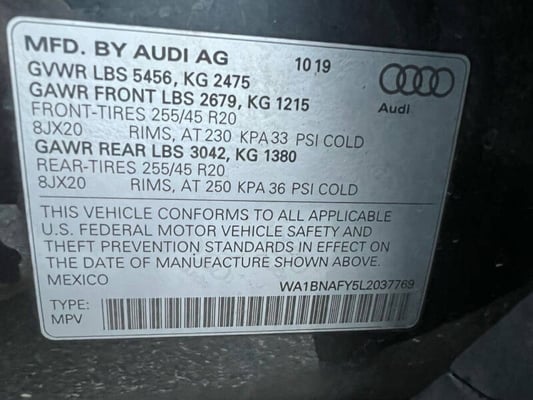 MFD. BY AUDI AG 10 19
GVWR LBS 5456, KG 2475
GAWR FRONT LBS 2679, KG 1215
FRONT-TIRES 255/45 R20
8JX20 RIMS, AT 230 KPA 33 PSI COLD
GAWR REAR LBS 3042, KG 1380
REAR-TIRES 255/45 R20
8JX20 RIMS, AT 250 KPA 36 PSI COLD
Audi
THIS VEHICLE CONFORMS TO ALL APPLICABLE
U.S. FEDERAL MOTOR VEHICLE SAFETY AND
THEFT PREVENTION STANDARDS IN EFFECT ON
THE DATE OF MANUFACTURE SHOWN ABOVE.
MEXICO WA1BNAFY5L2037769
TYPE:
MPV